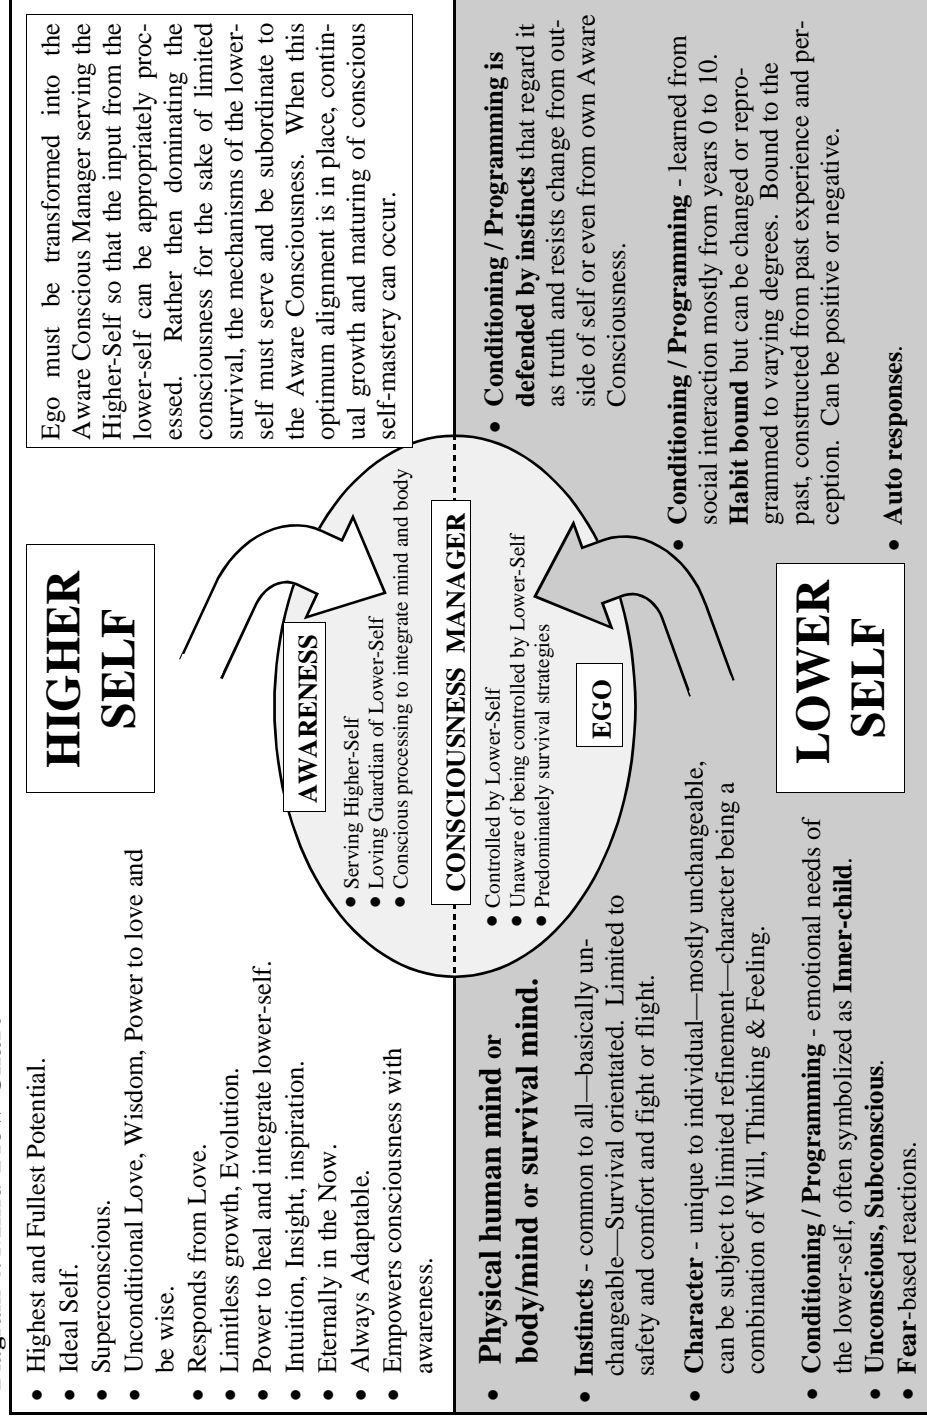 HIGHER
SELF
• Highest and Fullest Potential.
• Ideal Self.
• Superconscious.
• Unconditional Love, Wisdom, Power to love and
be wise.
• Responds from Love.
• Limitless growth, Evolution.
• Power to heal and integrate lower-self.
• Intuition, Insight, inspiration.
• Eternally in the Now.
• Always Adaptable.
• Empowers consciousness with
awareness.
Ego must be transformed into the
Aware Conscious Manager serving the
Higher-Self so that the input from the
lower-self can be appropriately proc-
essed. Rather then dominating the
consciousness for the sake of limited
survival, the mechanisms of the lower-
self must serve and be subordinate to
the Aware Consciousness. When this
optimum alignment is in place, contin-
ual growth and maturing of conscious
self-mastery can occur.
AWARENESS
• Serving Higher-Self
• Loving Guardian of Lower-Self
• Conscious processing to integrate mind and body
CONSCIOUSNESS MANAGER
• Controlled by Lower-Self
• Unaware of being controlled by Lower-Self
• Predominately survival strategies
EGO
• Physical human mind or
body/mind or survival mind.
• Instincts - common to all—basically un-
changeable—Survival orientated. Limited to
safety and comfort and fight or flight.
• Character - unique to individual—mostly unchangeable,
can be subject to limited refinement—character being a
combination of Will, Thinking & Feeling.
• Conditioning / Programming - emotional needs of
the lower-self, often symbolized as Inner-child.
• Unconscious, Subconscious.
• Fear-based reactions.
LOWER
SELF
• Conditioning / Programming is
defended by instincts that regard it
as truth and resists change from out-
side of self or even from own Aware
Consciousness.
• Conditioning / Programming - learned from
social interaction mostly from years 0 to 10.
Habit bound but can be changed or repro-
grammed to varying degrees. Bound to the
past, constructed from past experience and per-
ception. Can be positive or negative.
• Auto responses.